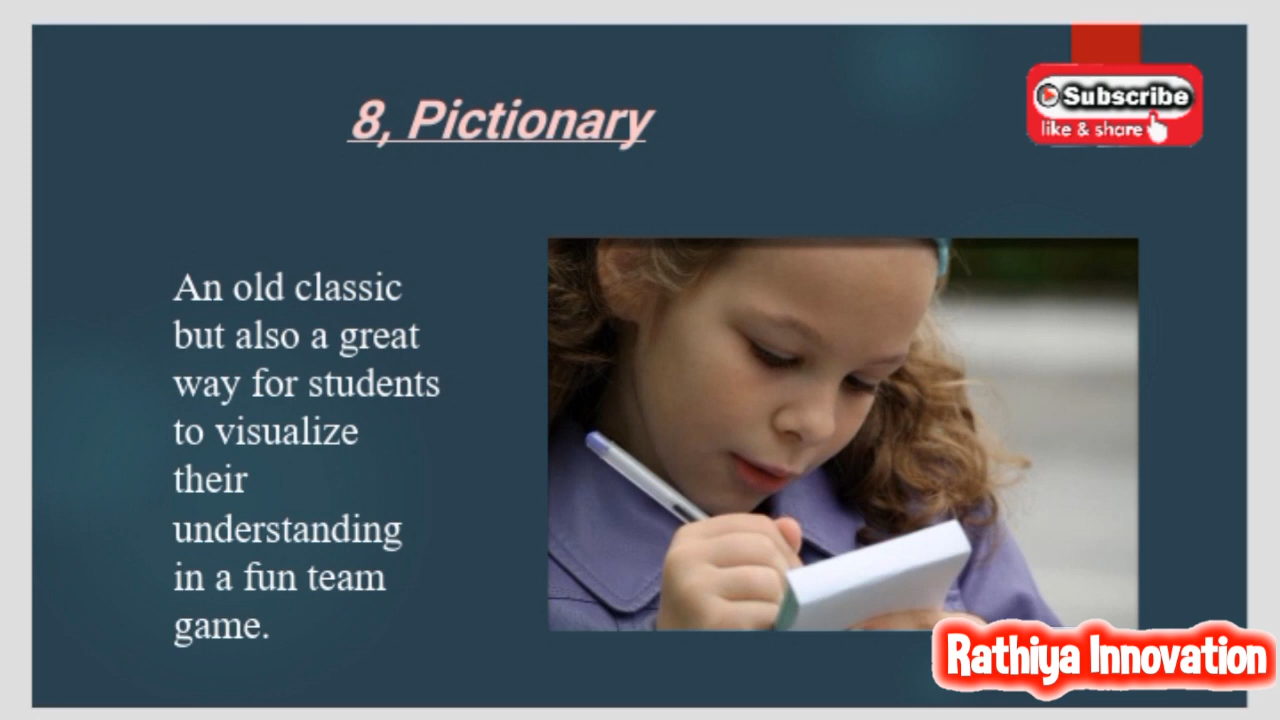 8, Pictionary
Subscribe
like & share
An old classic
but also a great
way for students
to visualize
their
understanding
in a fun team
game.
Rathiya Innovation